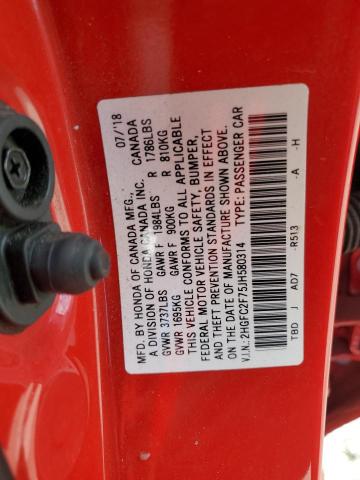 MFD. BY HONDA OF CANADA MFG., 07/'18
A DIVISION OF HONDA CANADA INC. CANADA
GVWR 3737LBS GAWR F 1984LBS R 1786LBS
GVWR 1695KG GAWR F 900KG R 810KG
THIS VEHICLE CONFORMS TO ALL APPLICABLE
FEDERAL MOTOR VEHICLE SAFETY, BUMPER,
AND THEFT PREVENTION STANDARDS IN EFFECT
ON THE DATE OF MANUFACTURE SHOWN ABOVE.
V.I.N.: 2HGFC2F75JH580314 TYPE: PASSENGER CAR
TBD J AD7 -R513 -A -H